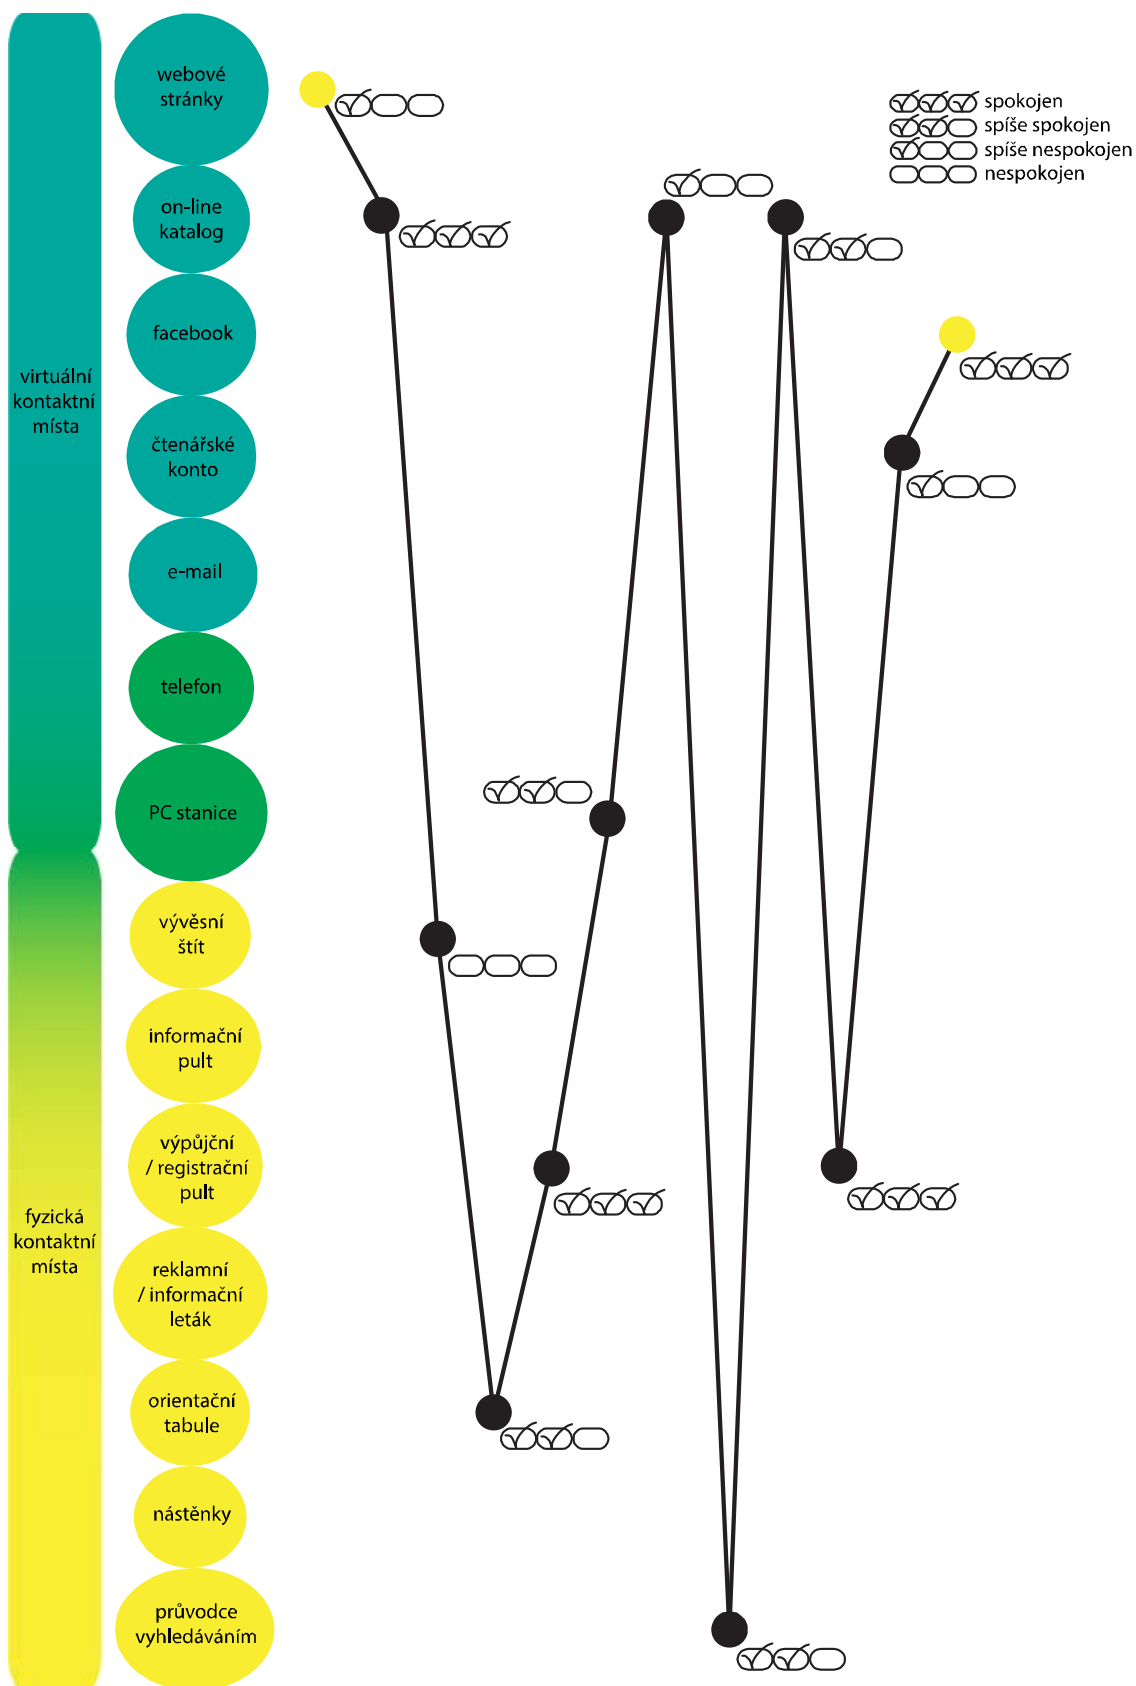 webové
stránky
on-line
katalog
facebook
čtenářské
konto
e-mail
telefon
PC stanice
vývěsní
štít
informační
pult
výpůjční
/ registrační
pult
reklamní
/ informační
leták
orientační
tabule
nástěnky
průvodce
vyhledáváním
virtuální
kontaktní
místa
fyzická
kontaktní
místa
spokojen
spíše spokojen
spíše nespokojen
nespokojen